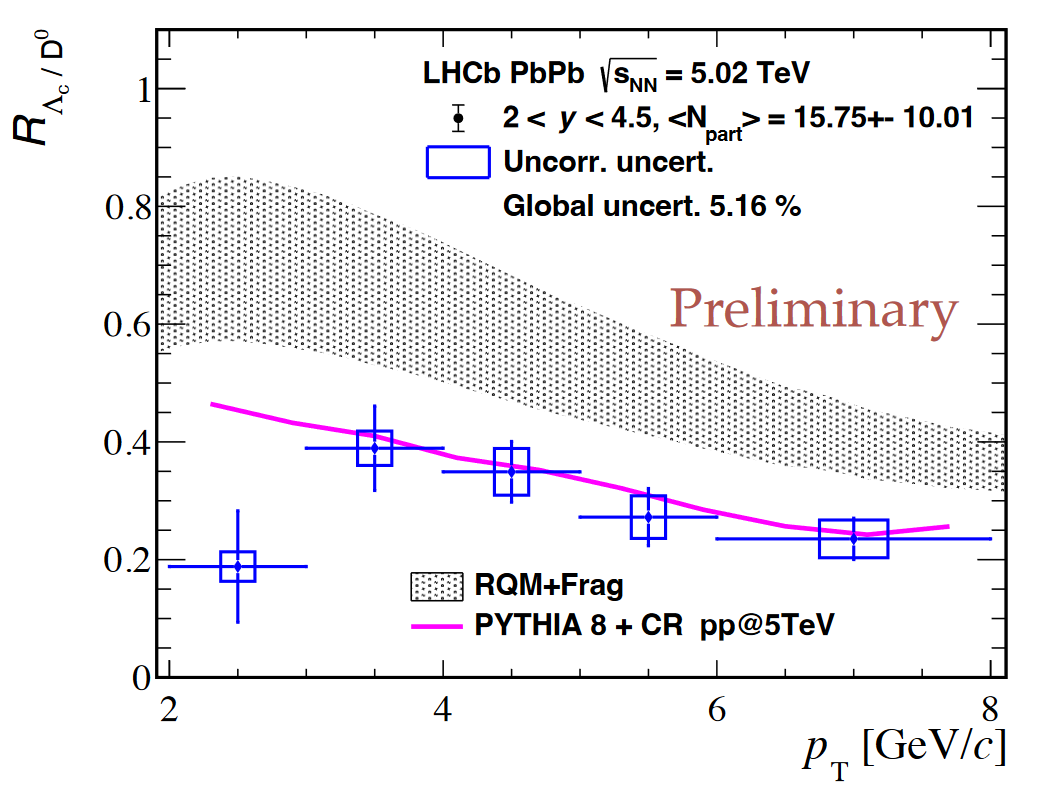 R Λc / D⁰
LHCb PbPb √sNN = 5.02 TeV
2 < y < 4.5, <Npart> = 15.75+- 10.01
Uncorr. uncert.
Global uncert. 5.16 %
Preliminary
RQM+Frag
PYTHIA 8 + CR pp@5TeV
1
0.8
0.6
0.4
0.2
0
2 4 6 8
pT [GeV/c]